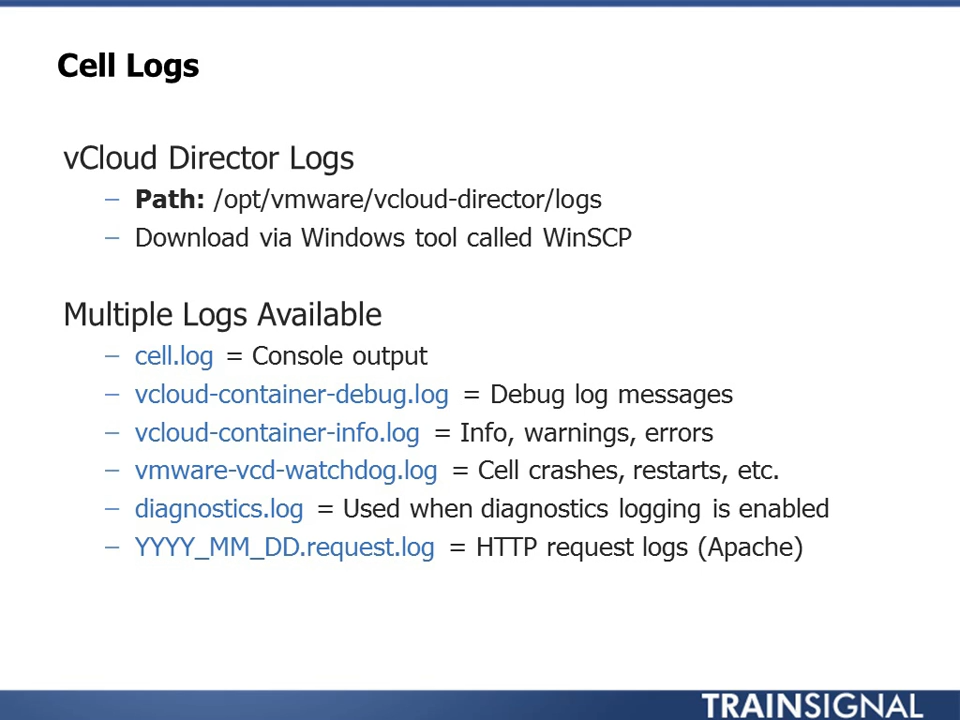 Cell Logs
vCloud Director Logs
– Path: /opt/vmware/vcloud-director/logs
– Download via Windows tool called WinSCP
Multiple Logs Available
– cell.log = Console output
– vcloud-container-debug.log = Debug log messages
– vcloud-container-info.log = Info, warnings, errors
– vmware-vcd-watchdog.log = Cell crashes, restarts, etc.
– diagnostics.log = Used when diagnostics logging is enabled
– YYYY_MM_DD.request.log = HTTP request logs (Apache)
TRAINSIGNAL